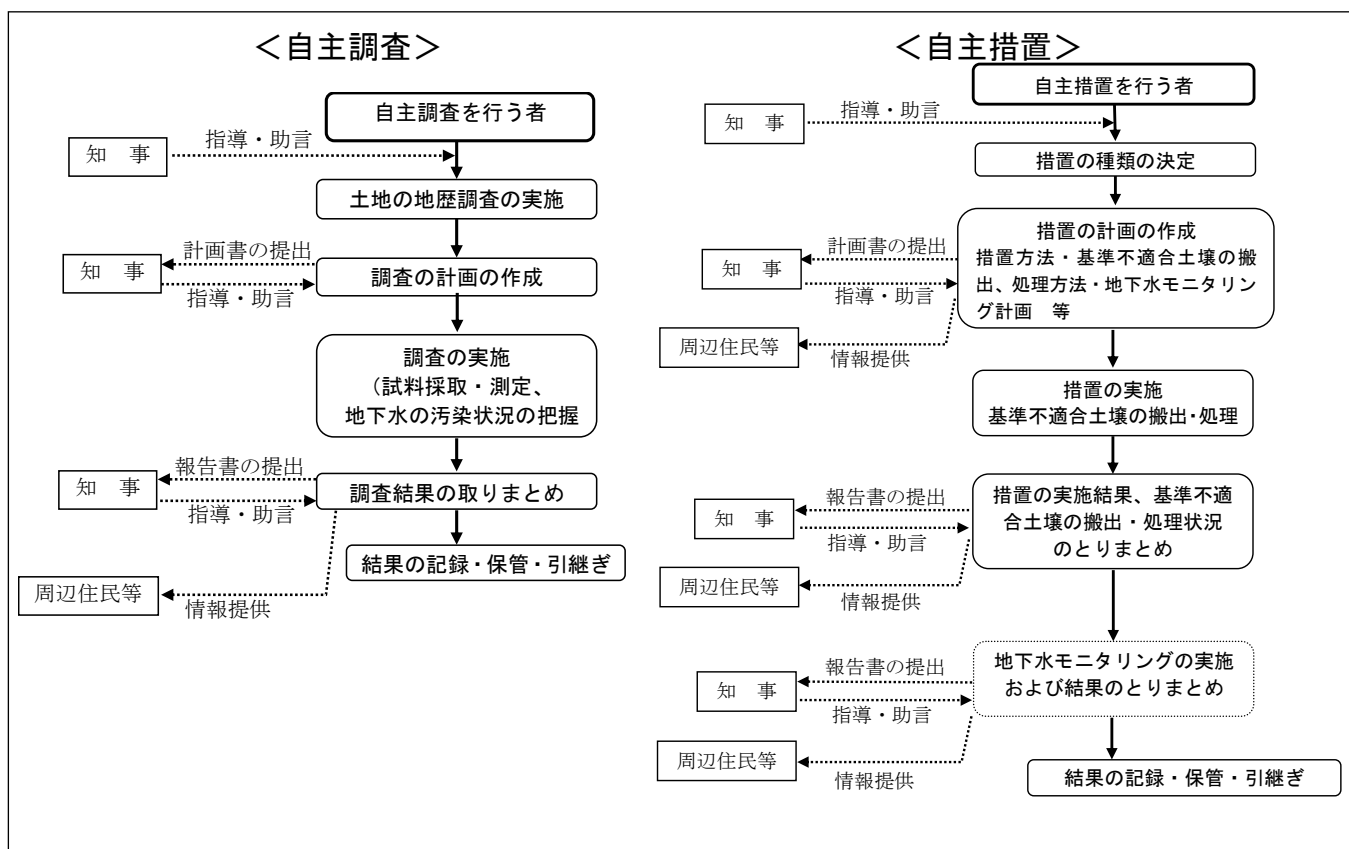 ＜自主調査＞
自主調査を行う者
指導・助言
知　事
土地の地歴調査の実施
計画書の提出
知　事
調査の計画の作成
指導・助言
調査の実施
（試料採取・測定、
地下水の汚染状況の把握
報告書の提出
知　事
調査結果の取りまとめ
指導・助言
結果の記録・保管・引継ぎ
周辺住民等
情報提供
＜自主措置＞
自主措置を行う者
指導・助言
知　事
措置の種類の決定
措置の計画の作成
措置方法・基準不適合土壌の搬
出、処理方法・地下水モニタリン
グ計画　等
計画書の提出
知　事
指導・助言
周辺住民等
情報提供
措置の実施
基準不適合土壌の搬出・処理
措置の実施結果、基準不適
合土壌の搬出・処理状況
のとりまとめ
報告書の提出
知　事
指導・助言
周辺住民等
情報提供
地下水モニタリングの実施
および結果のとりまとめ
報告書の提出
知　事
指導・助言
周辺住民等
情報提供
結果の記録・保管・引継ぎ